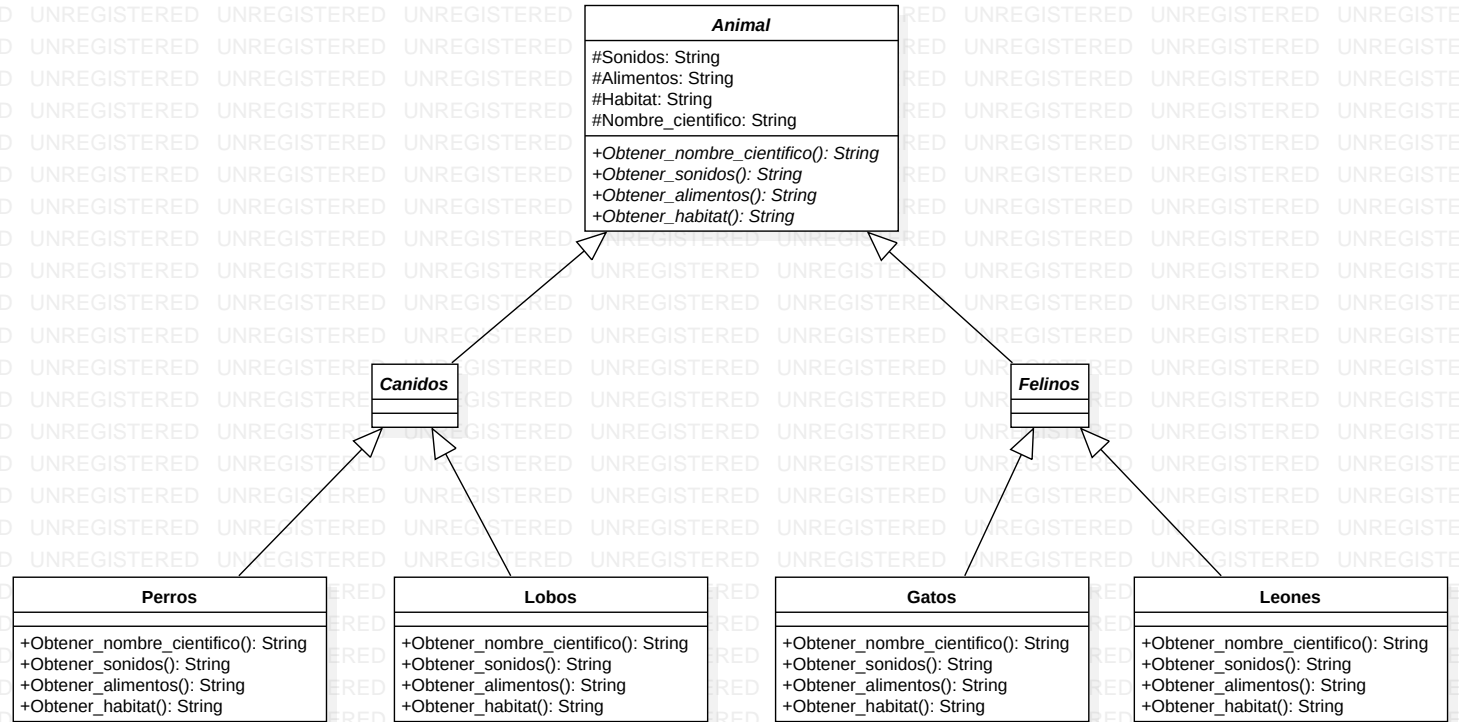 Animal
#Sonidos: String
#Alimentos: String
#Habitat: String
#Nombre_cientifico: String
+Obtener_nombre_cientifico(): String
+Obtener_sonidos(): String
+Obtener_alimentos(): String
+Obtener_habitat(): String
Canidos
Felinos
Perros
+Obtener_nombre_cientifico(): String
+Obtener_sonidos(): String
+Obtener_alimentos(): String
+Obtener_habitat(): String
Lobos
+Obtener_nombre_cientifico(): String
+Obtener_sonidos(): String
+Obtener_alimentos(): String
+Obtener_habitat(): String
Gatos
+Obtener_nombre_cientifico(): String
+Obtener_sonidos(): String
+Obtener_alimentos(): String
+Obtener_habitat(): String
Leones
+Obtener_nombre_cientifico(): String
+Obtener_sonidos(): String
+Obtener_alimentos(): String
+Obtener_habitat(): String
UNREGISTERED